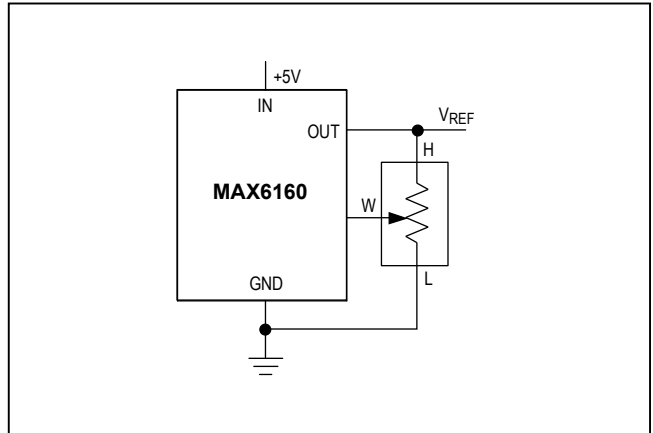 +5V
IN
OUT
VREF
H
MAX6160
W
L
GND